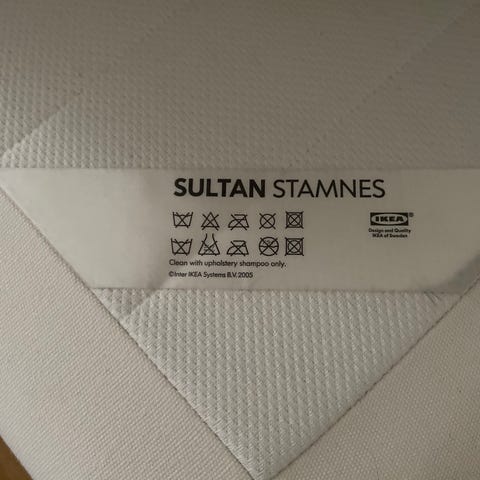 SULTAN STAMNES
IKEA
Design and Quality
IKEA of Sweden
Clean with upholstery shampoo only.
©Inter IKEA Systems B.V. 2005